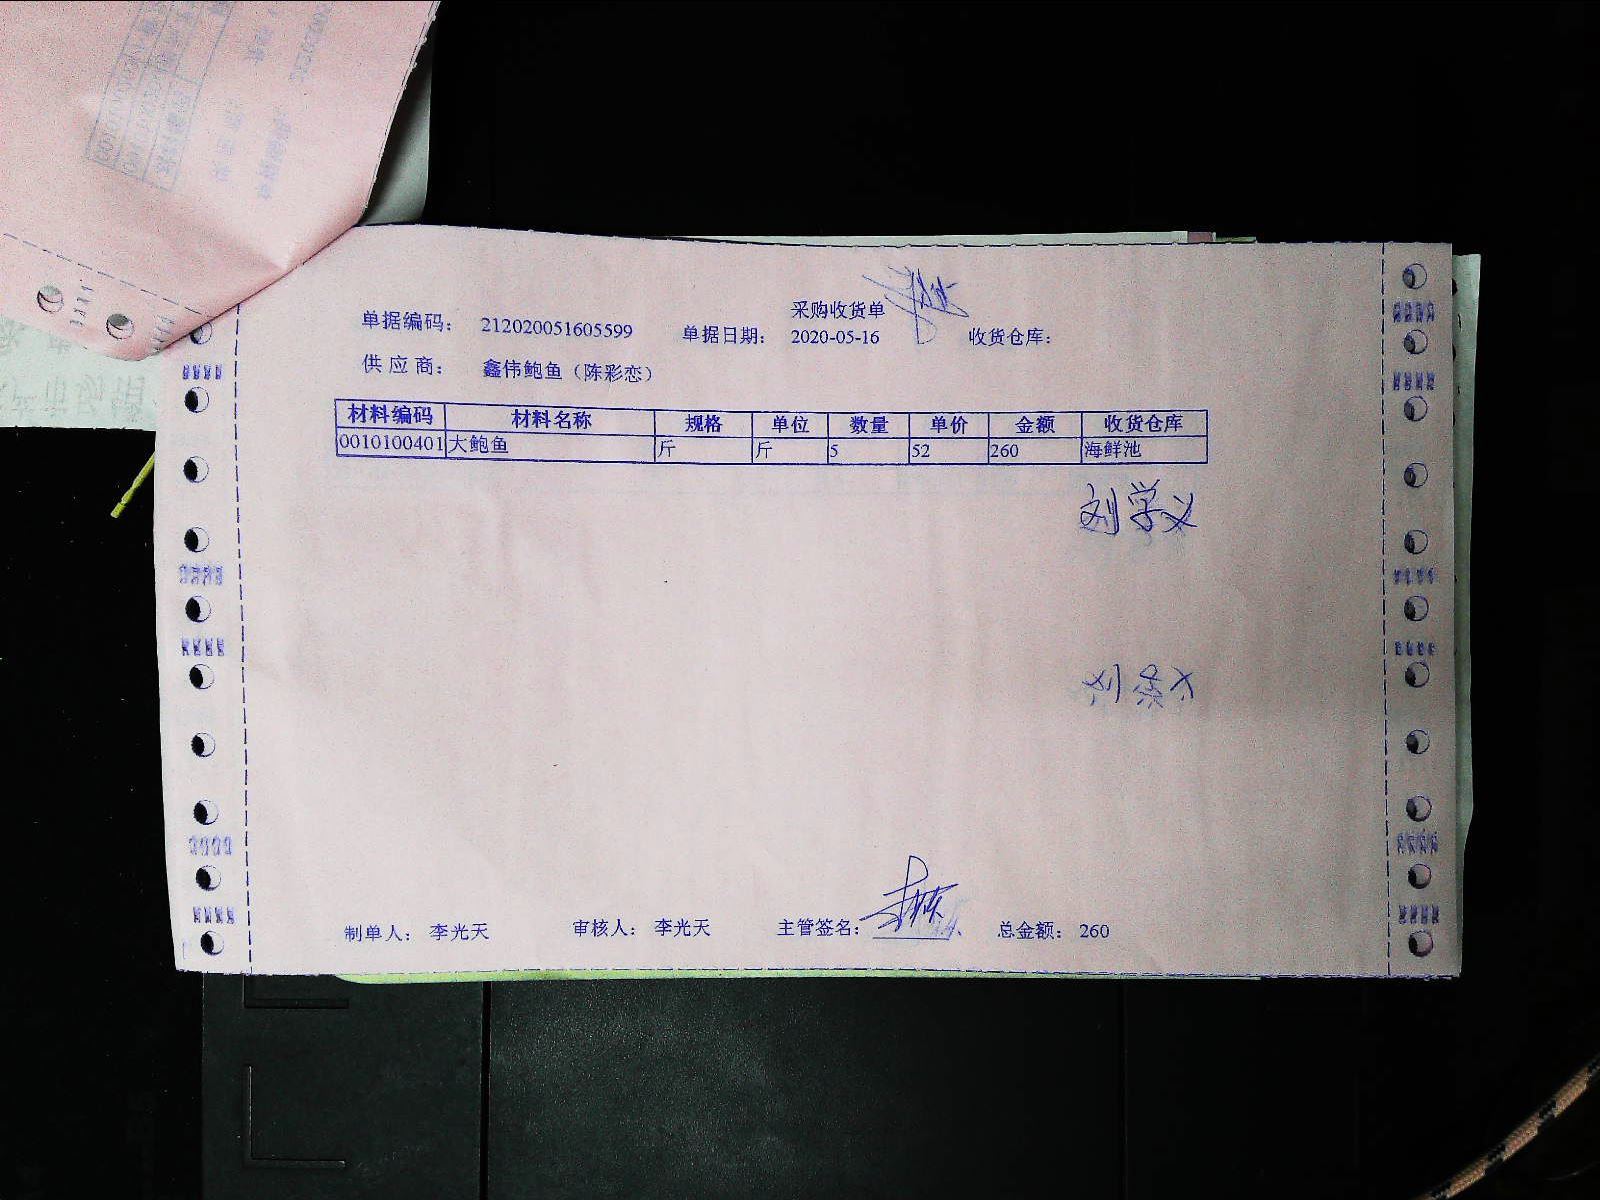 采购收货单
单据编码： 212020051605599 单据日期： 2020-05-16 收货仓库：
供应商： 鑫伟鲍鱼（陈彩恋）
材料编码 材料名称 规格 单位 数量 单价 金额 收货仓库
0010100401 大鲍鱼 斤 斤 5 52 260 海鲜池
刘学义
制单人： 李光天 审核人： 李光天 主管签名： 总金额： 260